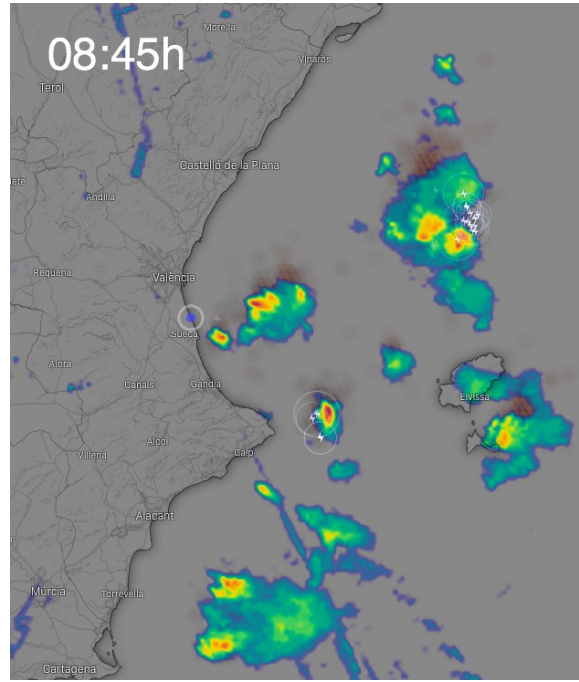 Morella
08:45h
Vinaròs
Terol
Castelló de la Plana
Andilla
Requena
València
Sueca
Aiora
Canals
Gandia
Eivissa
Alcoi
Villena
Calp
Alacant
Múrcia
Torrevella
Cartagena